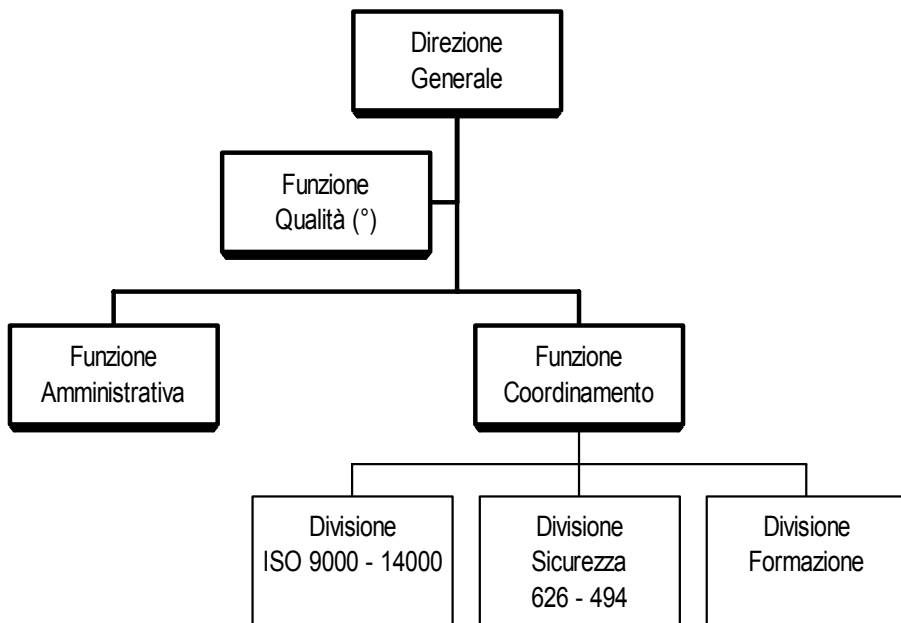 Direzione
Generale
Funzione
Qualità (°)
Funzione
Amministrativa
Funzione
Coordinamento
Divisione
ISO 9000 - 14000
Divisione
Sicurezza
626 - 494
Divisione
Formazione